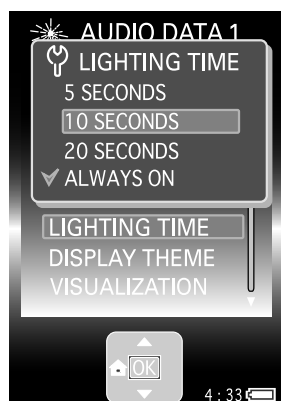 AUDIO DATA 1
LIGHTING TIME
5 SECONDS
10 SECONDS
20 SECONDS
ALWAYS ON
LIGHTING TIME
DISPLAY THEME
VISUALIZATION
OK
4:33